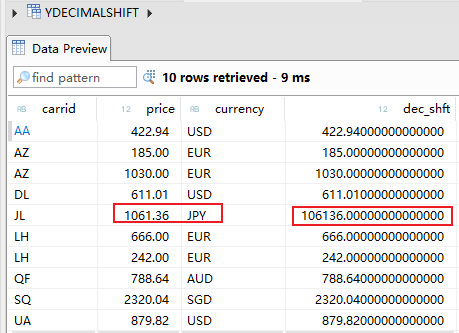 YDECIMALSHIFT
Data Preview
find pattern 10 rows retrieved - 9 ms
AB carrid 12 price AB currency 12 dec_shft
AA 422.94 USD 422.94000000000000
AZ 185.00 EUR 185.00000000000000
AZ 1030.00 EUR 1030.00000000000000
DL 611.01 USD 611.01000000000000
JL 1061.36 JPY 106136.00000000000000
LH 666.00 EUR 666.00000000000000
LH 242.00 EUR 242.00000000000000
QF 788.64 AUD 788.64000000000000
SQ 2320.04 SGD 2320.04000000000000
UA 879.82 USD 879.82000000000000